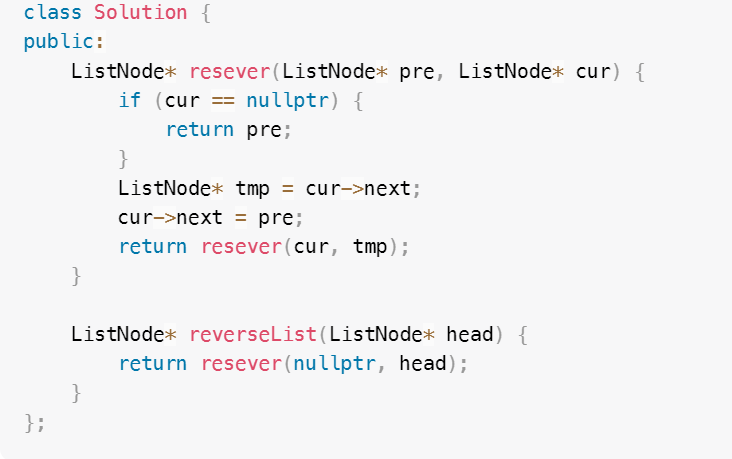 class Solution {
public:
    ListNode* resever(ListNode* pre, ListNode* cur) {
        if (cur == nullptr) {
            return pre;
        }
        ListNode* tmp = cur->next;
        cur->next = pre;
        return resever(cur, tmp);
    }

    ListNode* reverseList(ListNode* head) {
        return resever(nullptr, head);
    }
};